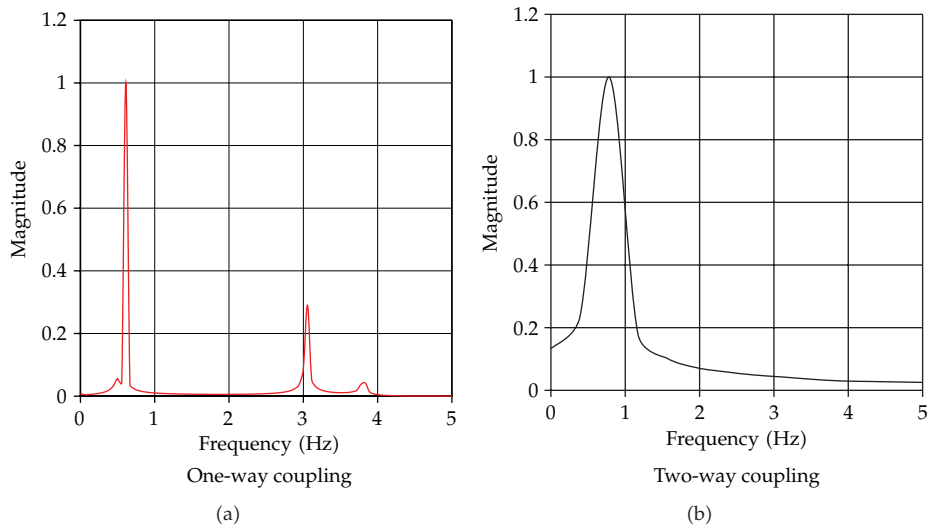 1.2
1
0.8
0.6
0.4
0.2
0
Magnitude
0 1 2 3 4 5
Frequency (Hz)
One-way coupling
(a)
1.2
1
0.8
0.6
0.4
0.2
0
Magnitude
0 1 2 3 4 5
Frequency (Hz)
Two-way coupling
(b)